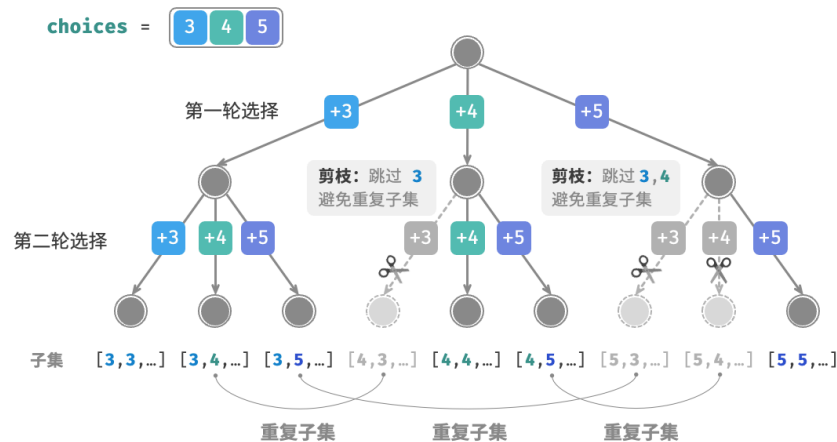 choices = 3 4 5
第一轮选择
+3 +4 +5
剪枝：跳过 3
避免重复子集
剪枝：跳过 3,4
避免重复子集
第二轮选择
+3 +4 +5 +3 +4 +5 +3 +4 +5
子集 [3,3,…] [3,4,…] [3,5,…] [4,3,…] [4,4,…] [4,5,…] [5,3,…] [5,4,…] [5,5,…]
重复子集 重复子集 重复子集